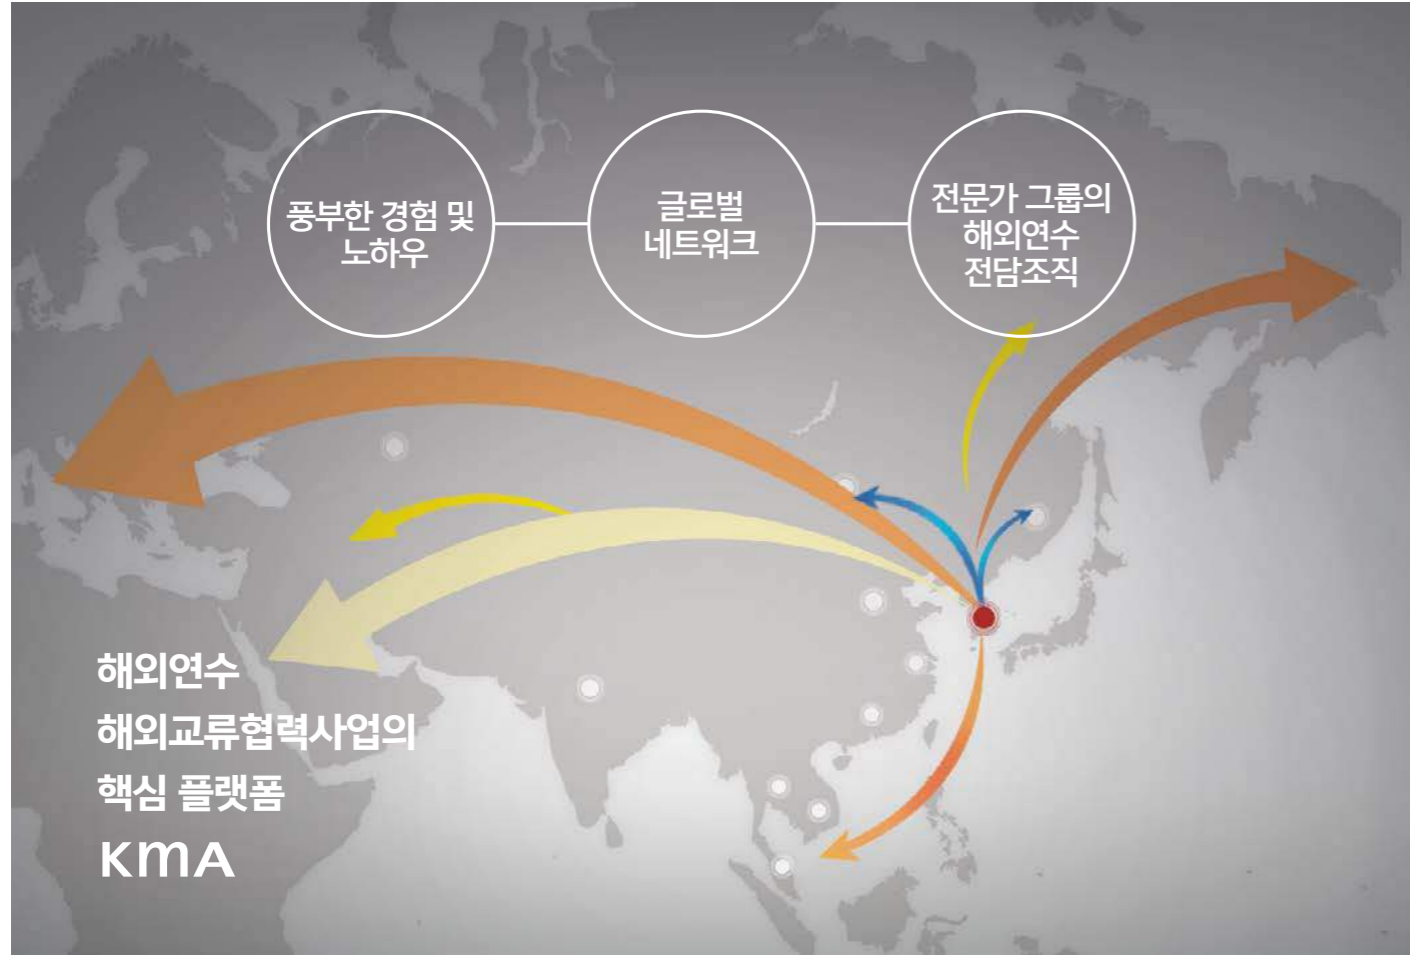 풍부한 경험 및
노하우
글로벌
네트워크
전문가 그룹의
해외연수
전담조직
해외연수
해외교류협력사업의
핵심 플랫폼
KMA